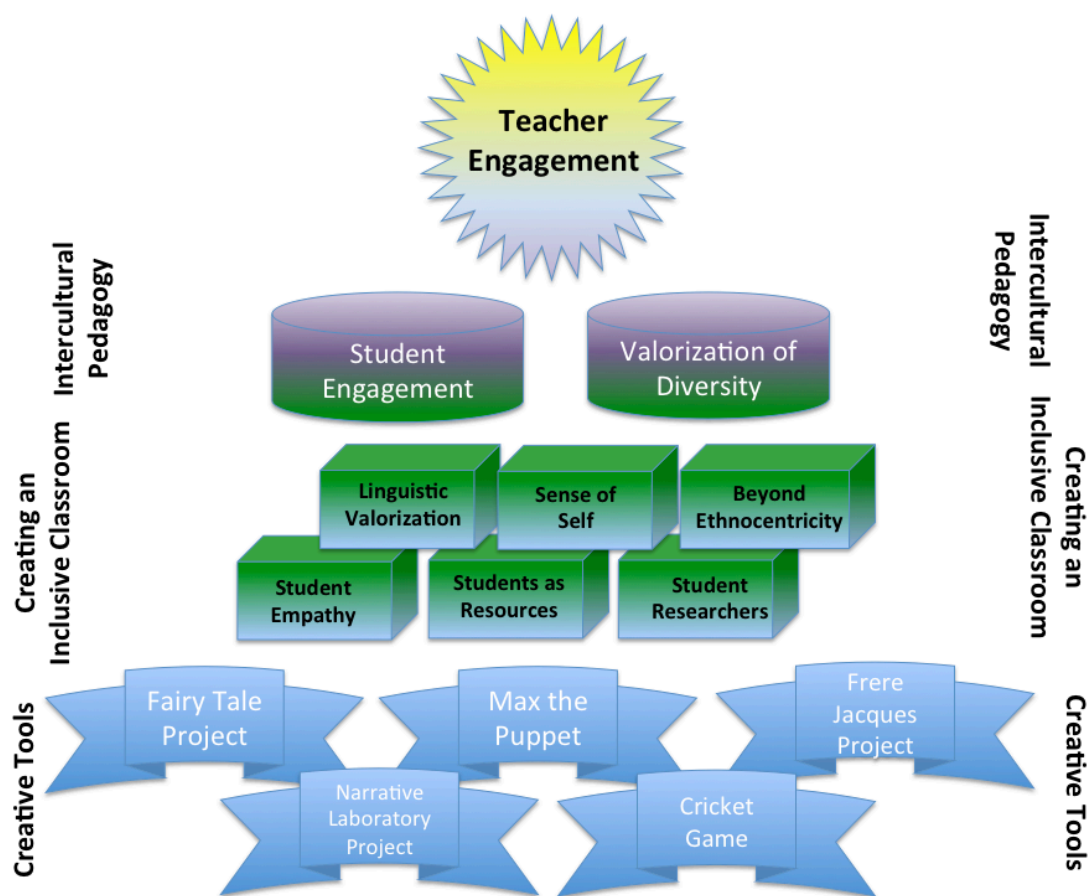 Teacher
Engagement
Intercultural
Pedagogy
Intercultural
Pedagogy
Student
Engagement
Valorization of
Diversity
Creating an
Inclusive Classroom
Creating an
Inclusive Classroom
Linguistic
Valorization
Sense of
Self
Beyond
Ethnocentricity
Student
Empathy
Students as
Resources
Student
Researchers
Creative Tools
Creative Tools
Fairy Tale
Project
Max the
Puppet
Frere
Jacques
Project
Narrative
Laboratory
Project
Cricket
Game